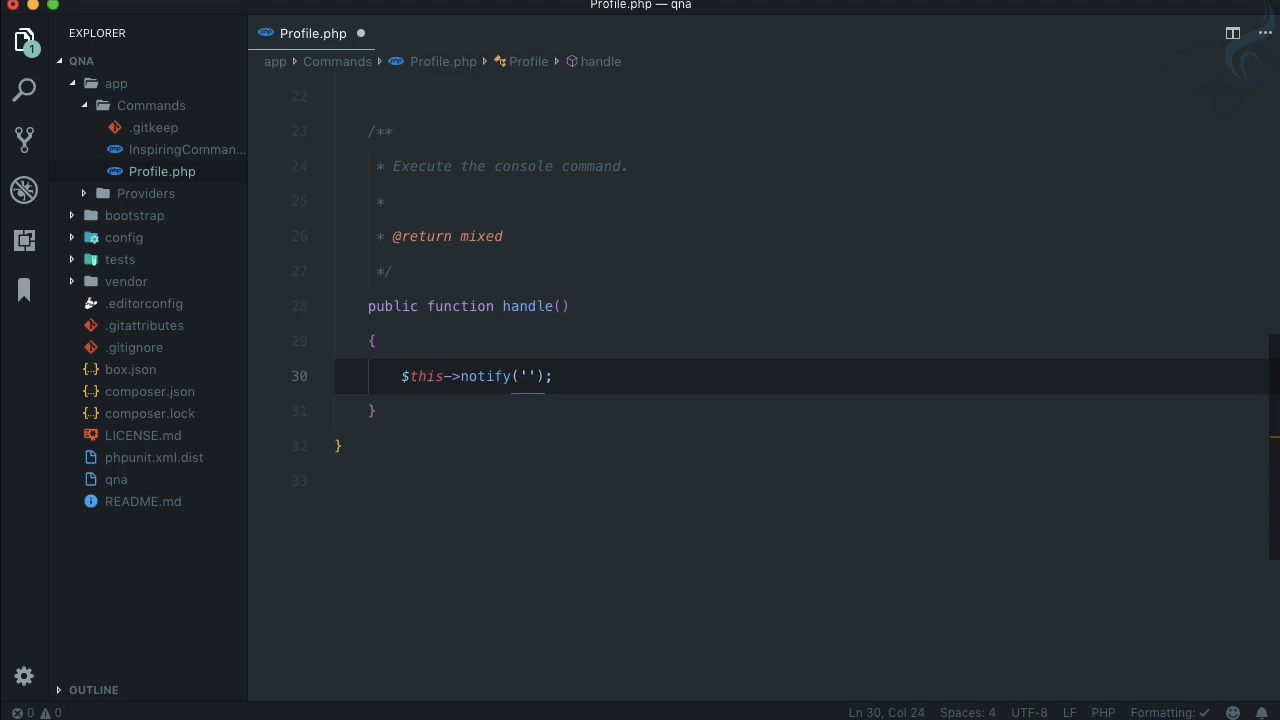 Profile.php — qna
1
EXPLORER
QNA
app
Commands
.gitkeep
InspiringComman...
Profile.php
Providers
bootstrap
config
tests
vendor
.editorconfig
.gitattributes
.gitignore
box.json
composer.json
composer.lock
LICENSE.md
phpunit.xml.dist
qna
README.md
OUTLINE
Profile.php
app Commands Profile.php Profile handle
22
23 /**
24 * Execute the console command.
25 *
26 * @return mixed
27 */
28 public function handle()
29 {
30 $this->notify('');
31 }
32 }
33
0 0 Ln 30, Col 24 Spaces: 4 UTF-8 LF PHP Formatting: ✓